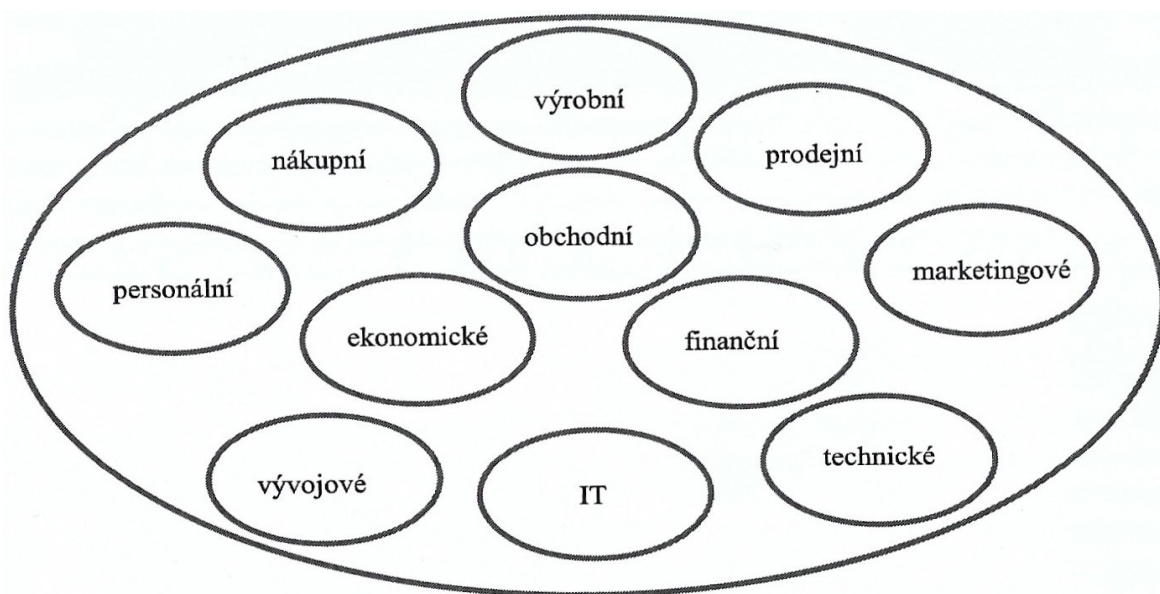 výrobní
nákupní
prodejní
obchodní
personální
marketingové
ekonomické
finanční
vývojové
IT
technické